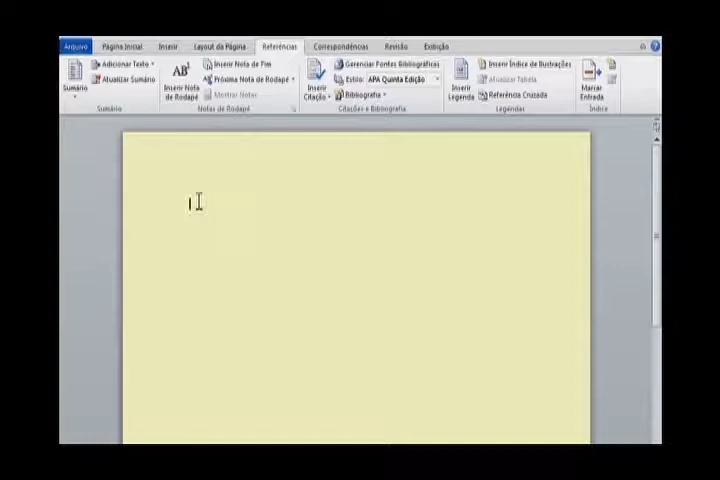 Arquivo Página Inicial Inserir Layout da Página Referências Correspondências Revisão Exibição
Sumário
Adicionar Texto
Atualizar Sumário
Sumário
AB¹
Inserir Nota de Rodapé
Inserir Nota de Fim
Próxima Nota de Rodapé
Mostrar Notas
Notas de Rodapé
Inserir Citação
Gerenciar Fontes Bibliográficas
Estilo: APA Quinta Edição
Bibliografia
Citações e Bibliografia
Inserir Legenda
Inserir Índice de Ilustrações
Atualizar Tabela
Referência Cruzada
Legendas
Marcar Entrada
Índice